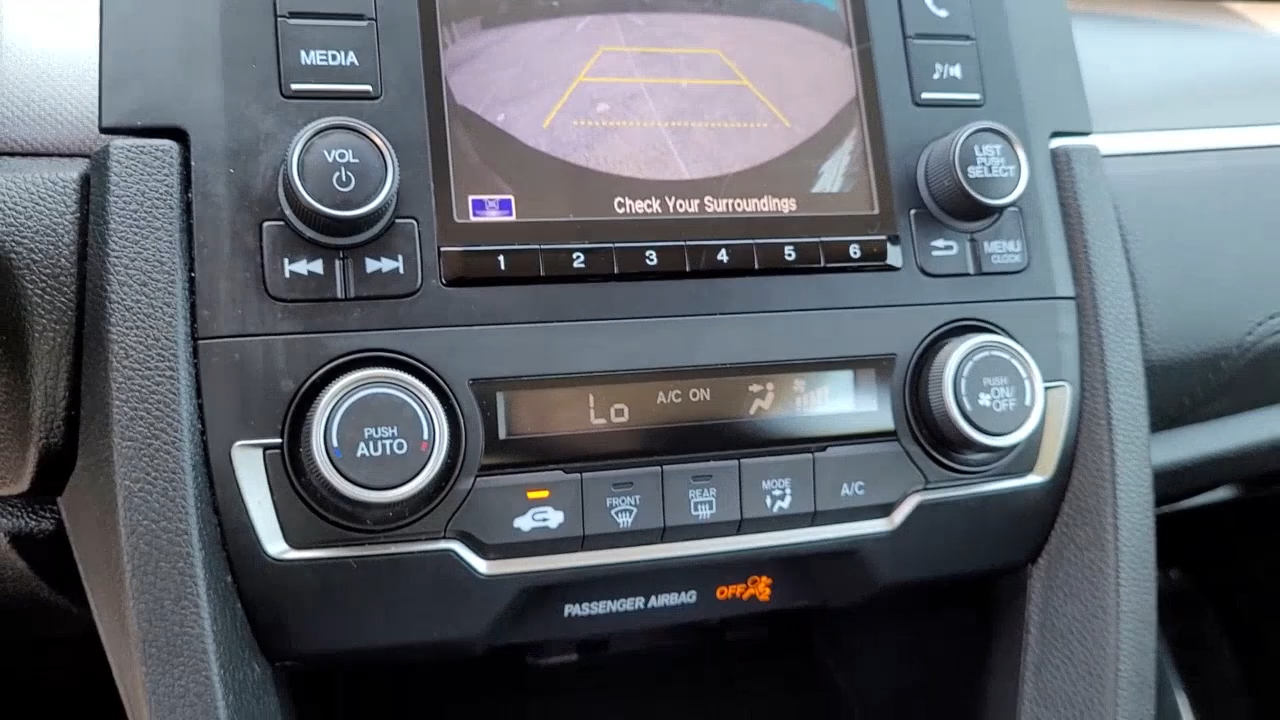 MEDIA
VOL
LIST
PUSH
SELECT
Check Your Surroundings
1 2 3 4 5 6
MENU
CLOCK
Lo A/C ON
PUSH
AUTO
PUSH
ON/
OFF
FRONT
REAR
MODE
A/C
PASSENGER AIRBAG OFF